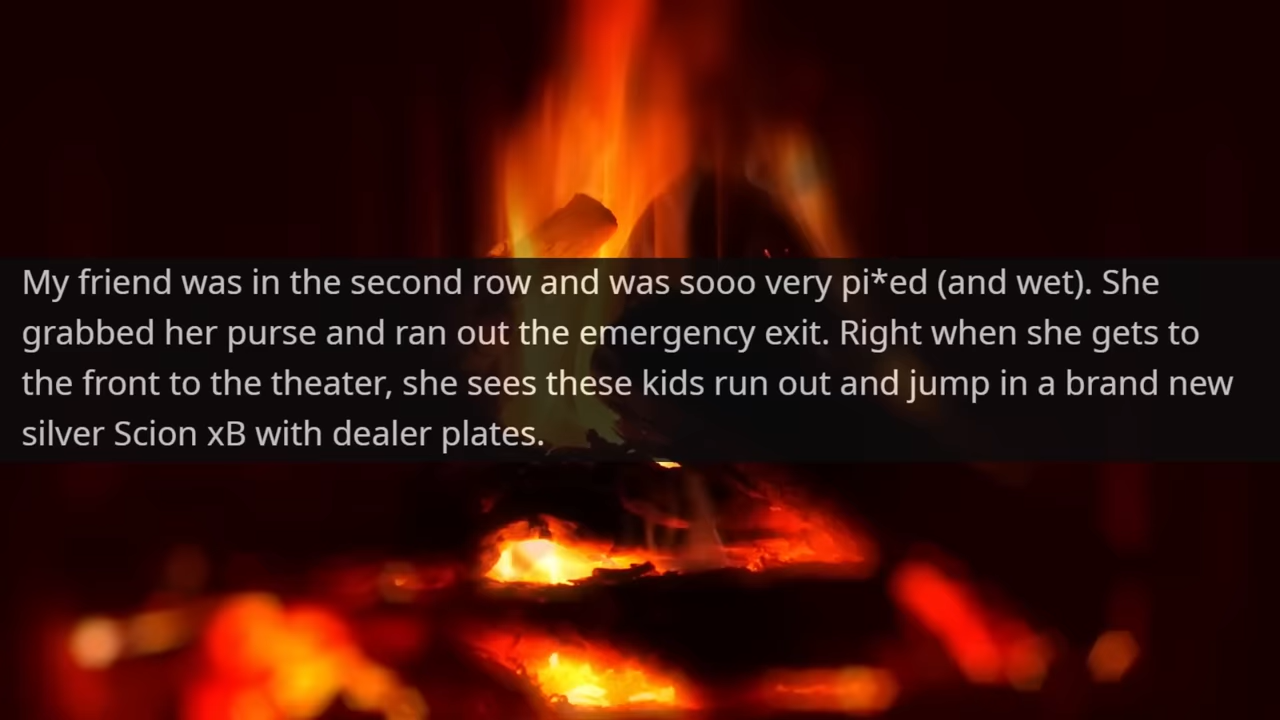 My friend was in the second row and was sooo very pi*ed (and wet). She
grabbed her purse and ran out the emergency exit. Right when she gets to
the front to the theater, she sees these kids run out and jump in a brand new
silver Scion xB with dealer plates.